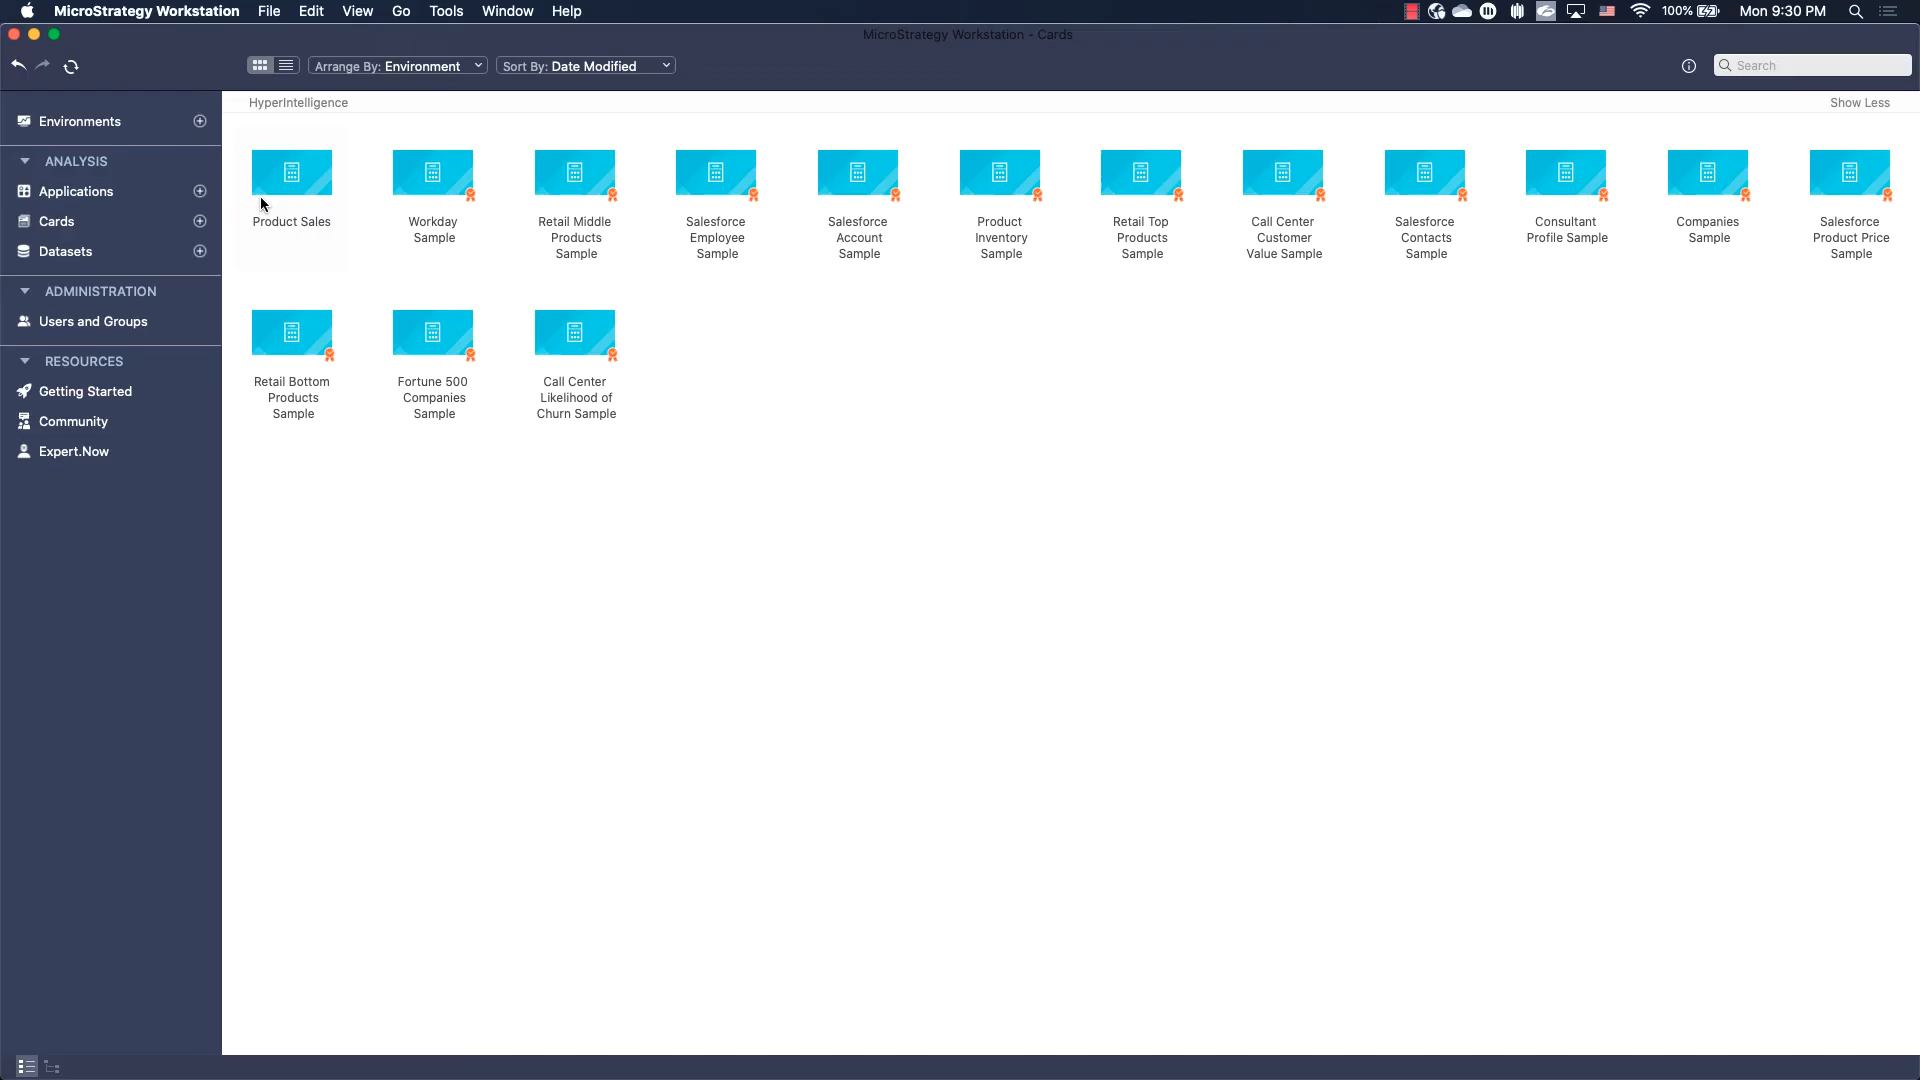 MicroStrategy Workstation File Edit View Go Tools Window Help 100% Mon 9:30 PM
MicroStrategy Workstation - Cards
Arrange By: Environment Sort By: Date Modified Search
HyperIntelligence Show Less
Environments
ANALYSIS
Applications
Cards
Datasets
ADMINISTRATION
Users and Groups
RESOURCES
Getting Started
Community
Expert.Now
Product Sales
Workday
Sample
Retail Middle
Products
Sample
Salesforce
Employee
Sample
Salesforce
Account
Sample
Product
Inventory
Sample
Retail Top
Products
Sample
Call Center
Customer
Value Sample
Salesforce
Contacts
Sample
Consultant
Profile Sample
Companies
Sample
Salesforce
Product Price
Sample
Retail Bottom
Products
Sample
Fortune 500
Companies
Sample
Call Center
Likelihood of
Churn Sample